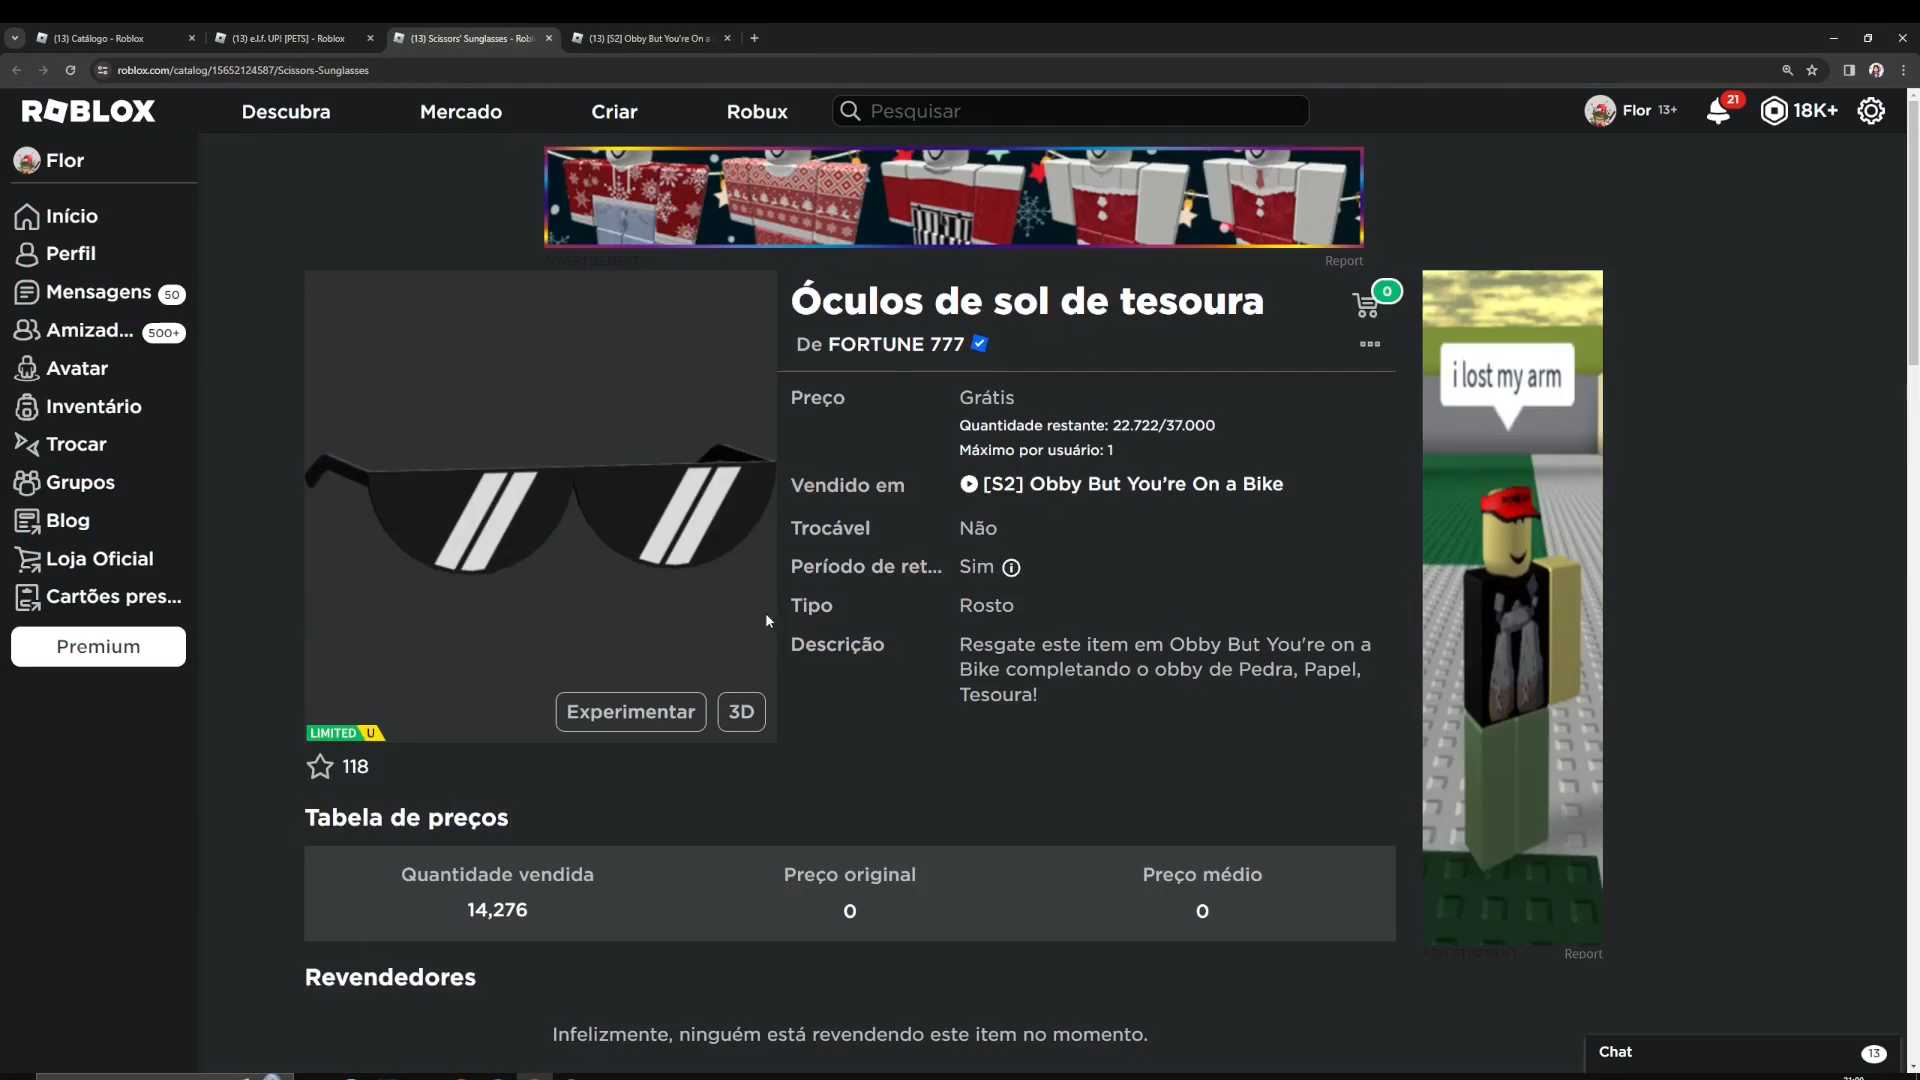 (13) Catálogo - Roblox
(13) e.l.f. UP! [PETS] - Roblox
(13) Scissors' Sunglasses - Robl
(13) [S2] Obby But You're On a
roblox.com/catalog/15652124587/Scissors-Sunglasses
ROBLOX
Descubra
Mercado
Criar
Robux
Pesquisar
Flor 13+
21
18K+
Flor
Início
Perfil
Mensagens 50
Amizad... 500+
Avatar
Inventário
Trocar
Grupos
Blog
Loja Oficial
Cartões pres...
Premium
ADVERTISEMENT
Report
Óculos de sol de tesoura
0
De FORTUNE 777
Preço
Grátis
Quantidade restante: 22.722/37.000
Máximo por usuário: 1
Vendido em
[S2] Obby But You’re On a Bike
Trocável
Não
Período de ret...
Sim
Tipo
Rosto
Descrição
Resgate este item em Obby But You're on a
Bike completando o obby de Pedra, Papel,
Tesoura!
Experimentar
3D
LIMITED U
118
i lost my arm
ADVERTISEMENT
Report
Tabela de preços
Quantidade vendida
Preço original
Preço médio
14,276
0
0
Revendedores
Infelizmente, ninguém está revendendo este item no momento.
Chat
13